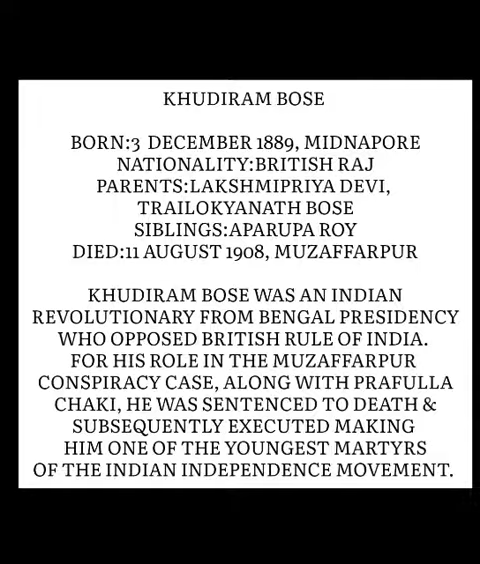 KHUDIRAM BOSE
BORN:3 DECEMBER 1889, MIDNAPORE
NATIONALITY:BRITISH RAJ
PARENTS:LAKSHMIPRIYA DEVI,
TRAILOKYANATH BOSE
SIBLINGS:APARUPA ROY
DIED:11 AUGUST 1908, MUZAFFARPUR
KHUDIRAM BOSE WAS AN INDIAN
REVOLUTIONARY FROM BENGAL PRESIDENCY
WHO OPPOSED BRITISH RULE OF INDIA.
FOR HIS ROLE IN THE MUZAFFARPUR
CONSPIRACY CASE, ALONG WITH PRAFULLA
CHAKI, HE WAS SENTENCED TO DEATH &
SUBSEQUENTLY EXECUTED MAKING
HIM ONE OF THE YOUNGEST MARTYRS
OF THE INDIAN INDEPENDENCE MOVEMENT.